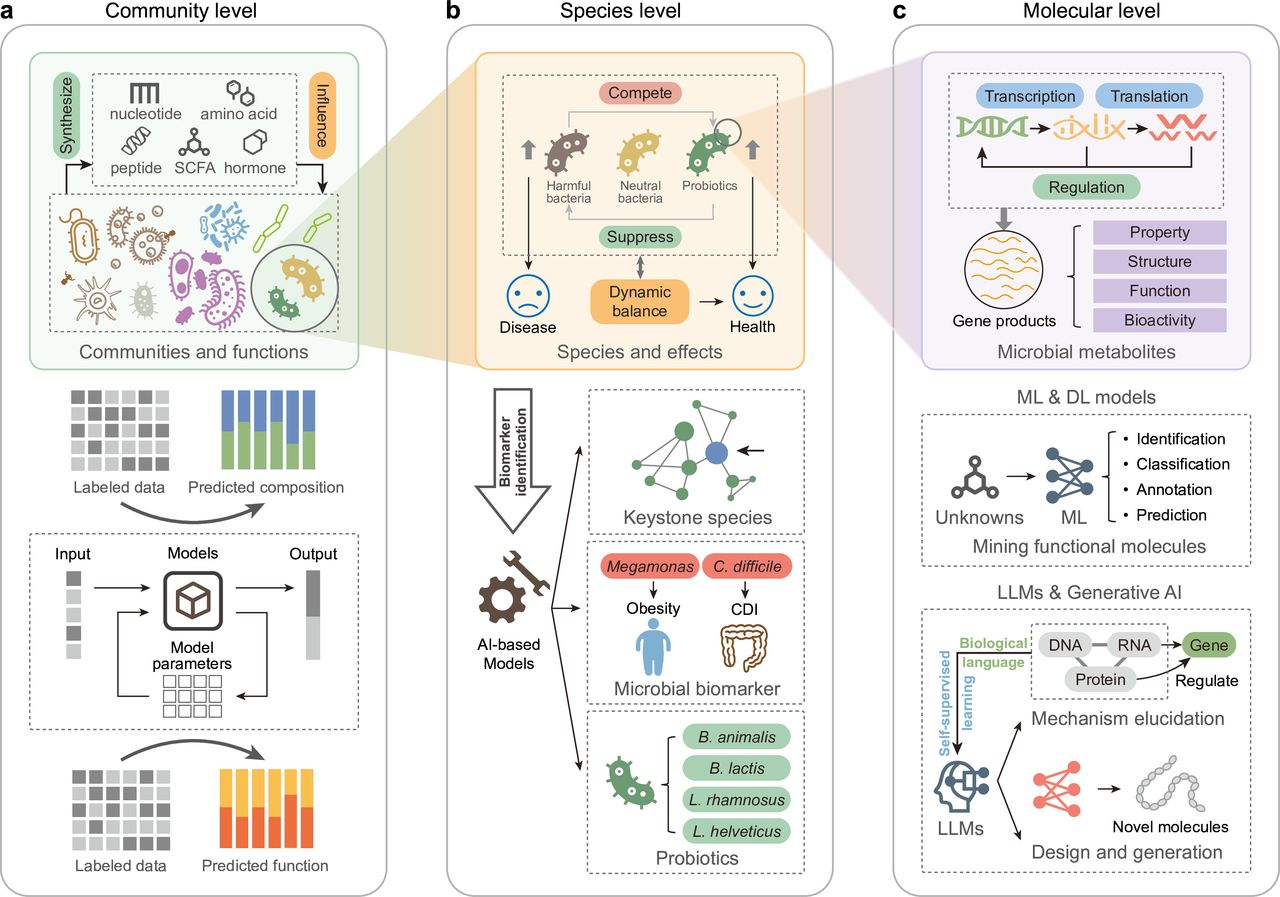 a Community level
Synthesize
nucleotide
amino acid
peptide
SCFA
hormone
Influence
Communities and functions
Labeled data
Predicted composition
Input
Models
Output
Model
parameters
Labeled data
Predicted function
b Species level
Compete
Harmful
bacteria
Neutral
bacteria
Probiotics
Suppress
Dynamic
balance
Disease
Health
Species and effects
Biomarker
identification
AI-based
Models
Keystone species
Megamonas
C. difficile
Obesity
CDI
Microbial biomarker
B. animalis
B. lactis
L. rhamnosus
L. helveticus
Probiotics
c Molecular level
Transcription
Translation
Regulation
Gene products
Property
Structure
Function
Bioactivity
Microbial metabolites
ML & DL models
Unknowns
ML
• Identification
• Classification
• Annotation
• Prediction
Mining functional molecules
LLMs & Generative AI
Biological
language
Self-supervised
learning
DNA
RNA
Protein
Gene
Regulate
Mechanism elucidation
LLMs
Novel molecules
Design and generation